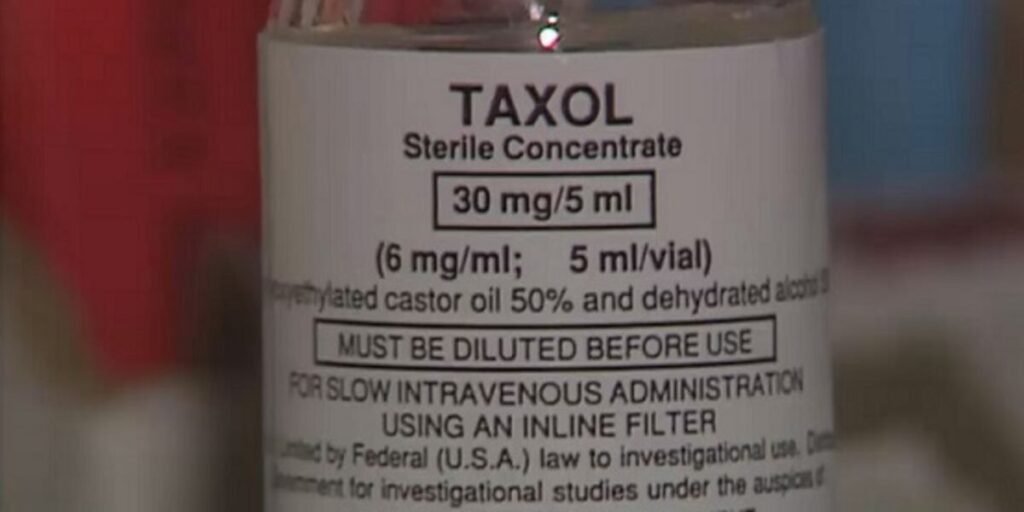 TAXOL
Sterile Concentrate
30 mg/5 ml
(6 mg/ml; 5 ml/vial)
castor oil 50% and dehydrated alcohol
MUST BE DILUTED BEFORE USE
FOR SLOW INTRAVENOUS ADMINISTRATION
USING AN INLINE FILTER
by Federal (U.S.A.) law to investigational use.
for investigational studies under the auspices of